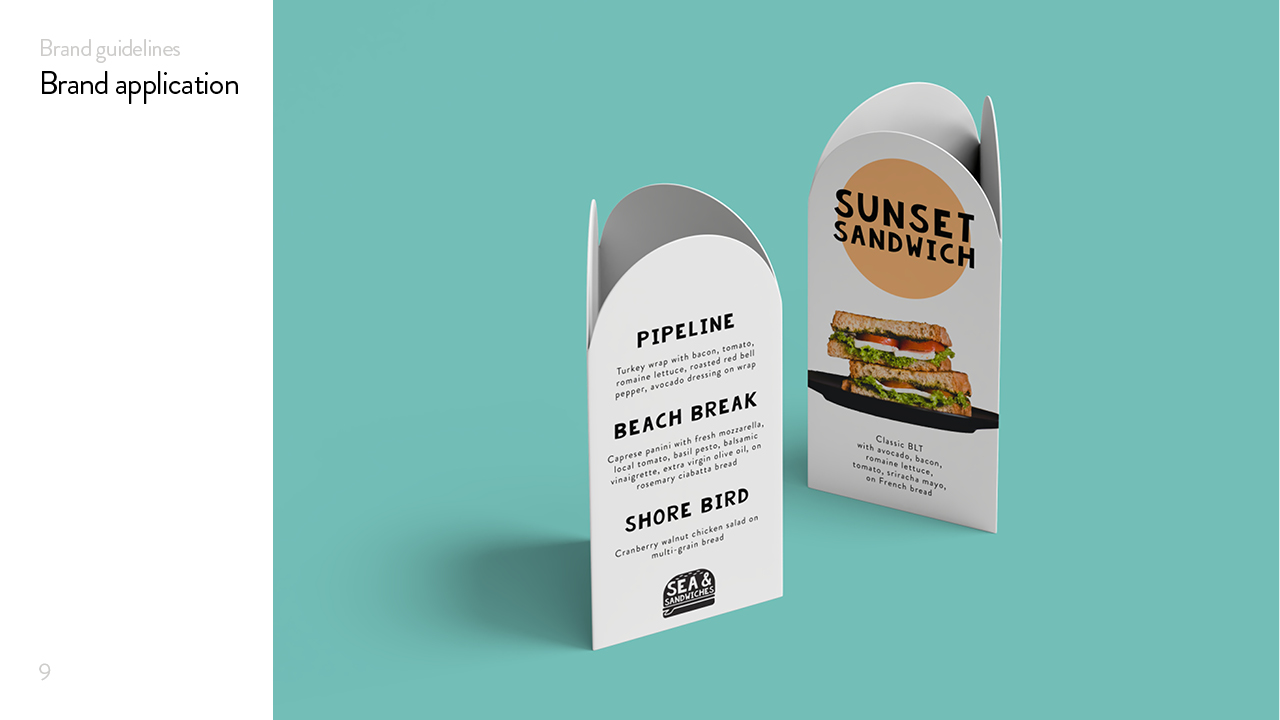 Brand guidelines
Brand application
PIPELINE
Turkey wrap with bacon, tomato,
romaine lettuce, roasted red bell
pepper, avocado dressing on wrap
BEACH BREAK
Caprese panini with fresh mozzarella,
local tomato, basil pesto, balsamic
vinaigrette, extra virgin olive oil, on
rosemary ciabatta bread
SHORE BIRD
Cranberry walnut chicken salad on
multi-grain bread
SEA &
SANDWICHES
SUNSET
SANDWICH
Classic BLT
with avocado, bacon,
romaine lettuce,
tomato, sriracha mayo,
on French bread
9